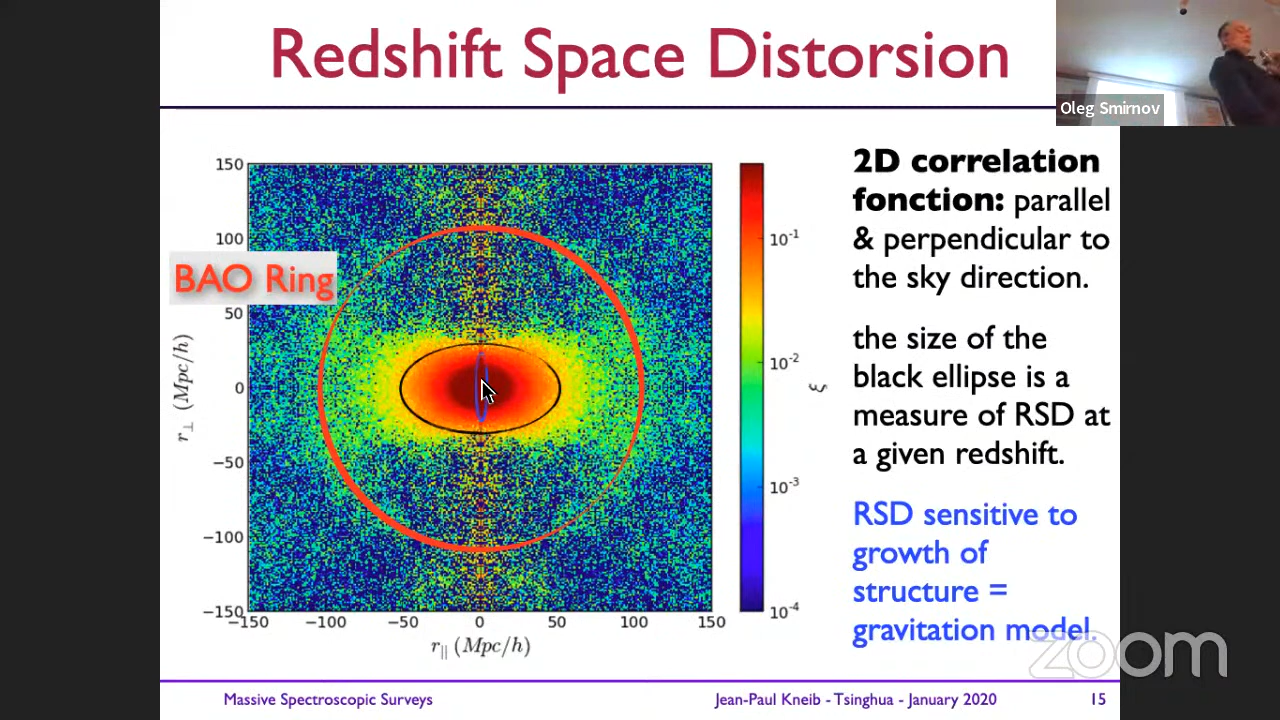 Redshift Space Distorsion
Oleg Smirnov
2D correlation
fonction: parallel
& perpendicular to
the sky direction.
the size of the
black ellipse is a
measure of RSD at
a given redshift.
RSD sensitive to
growth of
structure =
gravitation model.
BAO Ring
150
100
50
0
−50
−100
−150
r⊥ (Mpc/h)
−150 −100 −50 0 50 100 150
r|| (Mpc/h)
10⁻¹
10⁻²
10⁻³
10⁻⁴
ξ
zoom
Massive Spectroscopic Surveys
Jean-Paul Kneib - Tsinghua - January 2020
15